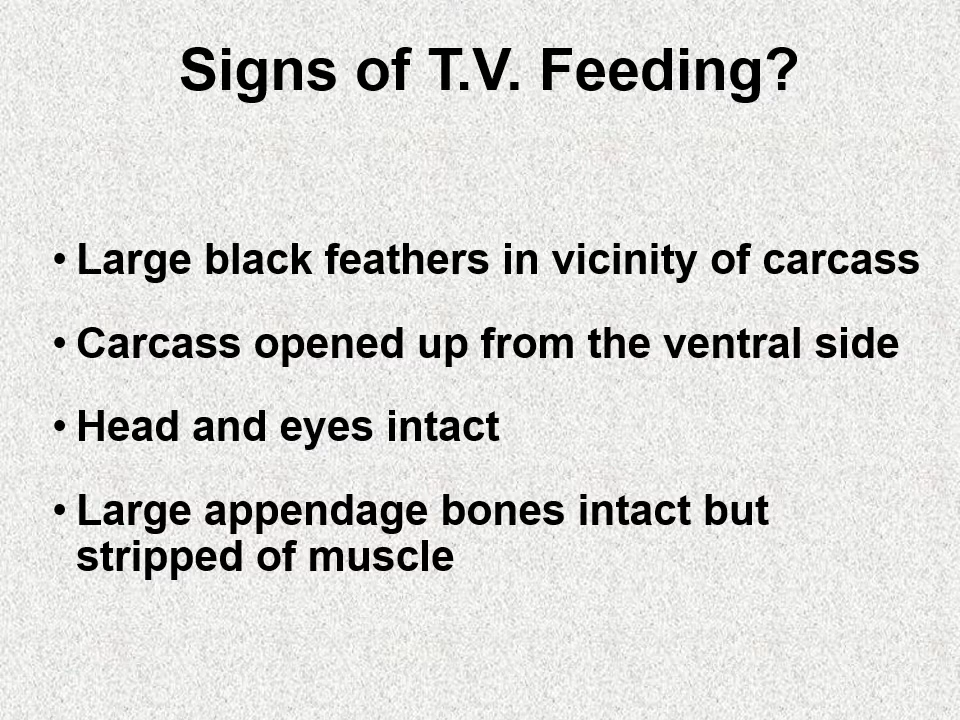 Signs of T.V. Feeding?
• Large black feathers in vicinity of carcass
• Carcass opened up from the ventral side
• Head and eyes intact
• Large appendage bones intact but
stripped of muscle